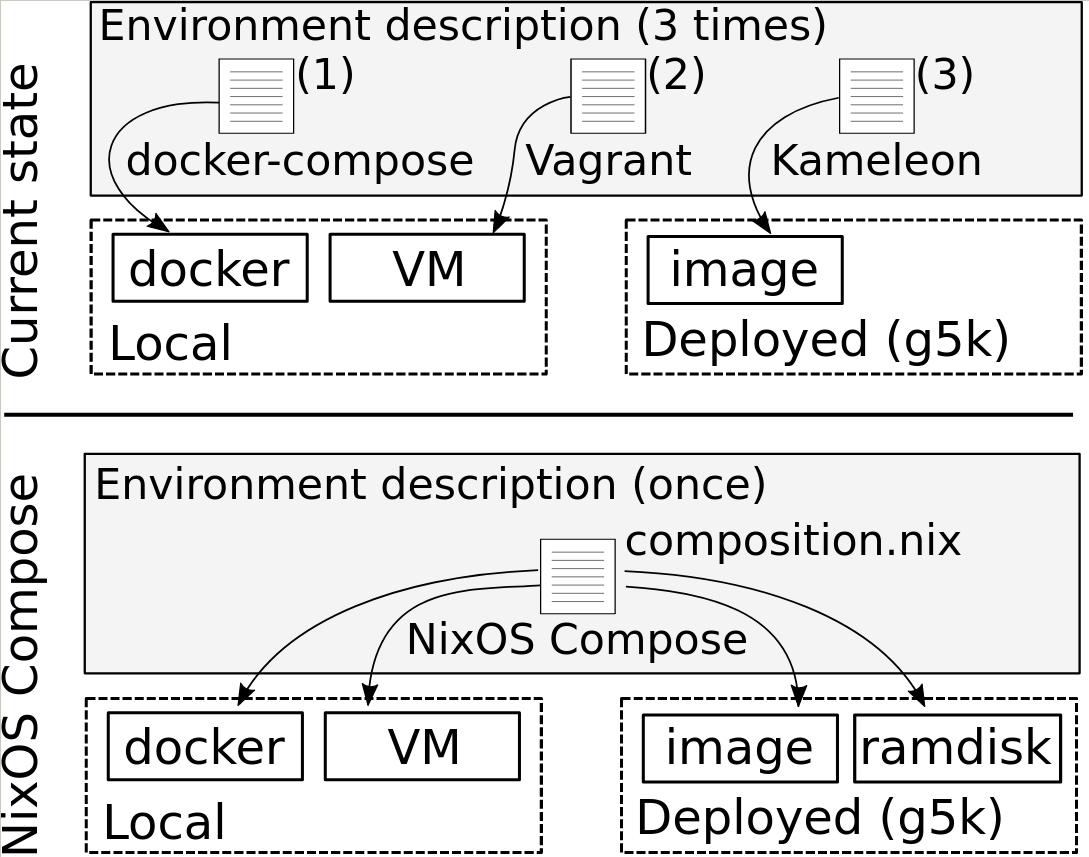 Current state
Environment description (3 times)
(1) (2) (3)
docker-compose Vagrant Kameleon
docker VM image
Local Deployed (g5k)
NixOS Compose
Environment description (once)
composition.nix
NixOS Compose
docker VM image ramdisk
Local Deployed (g5k)